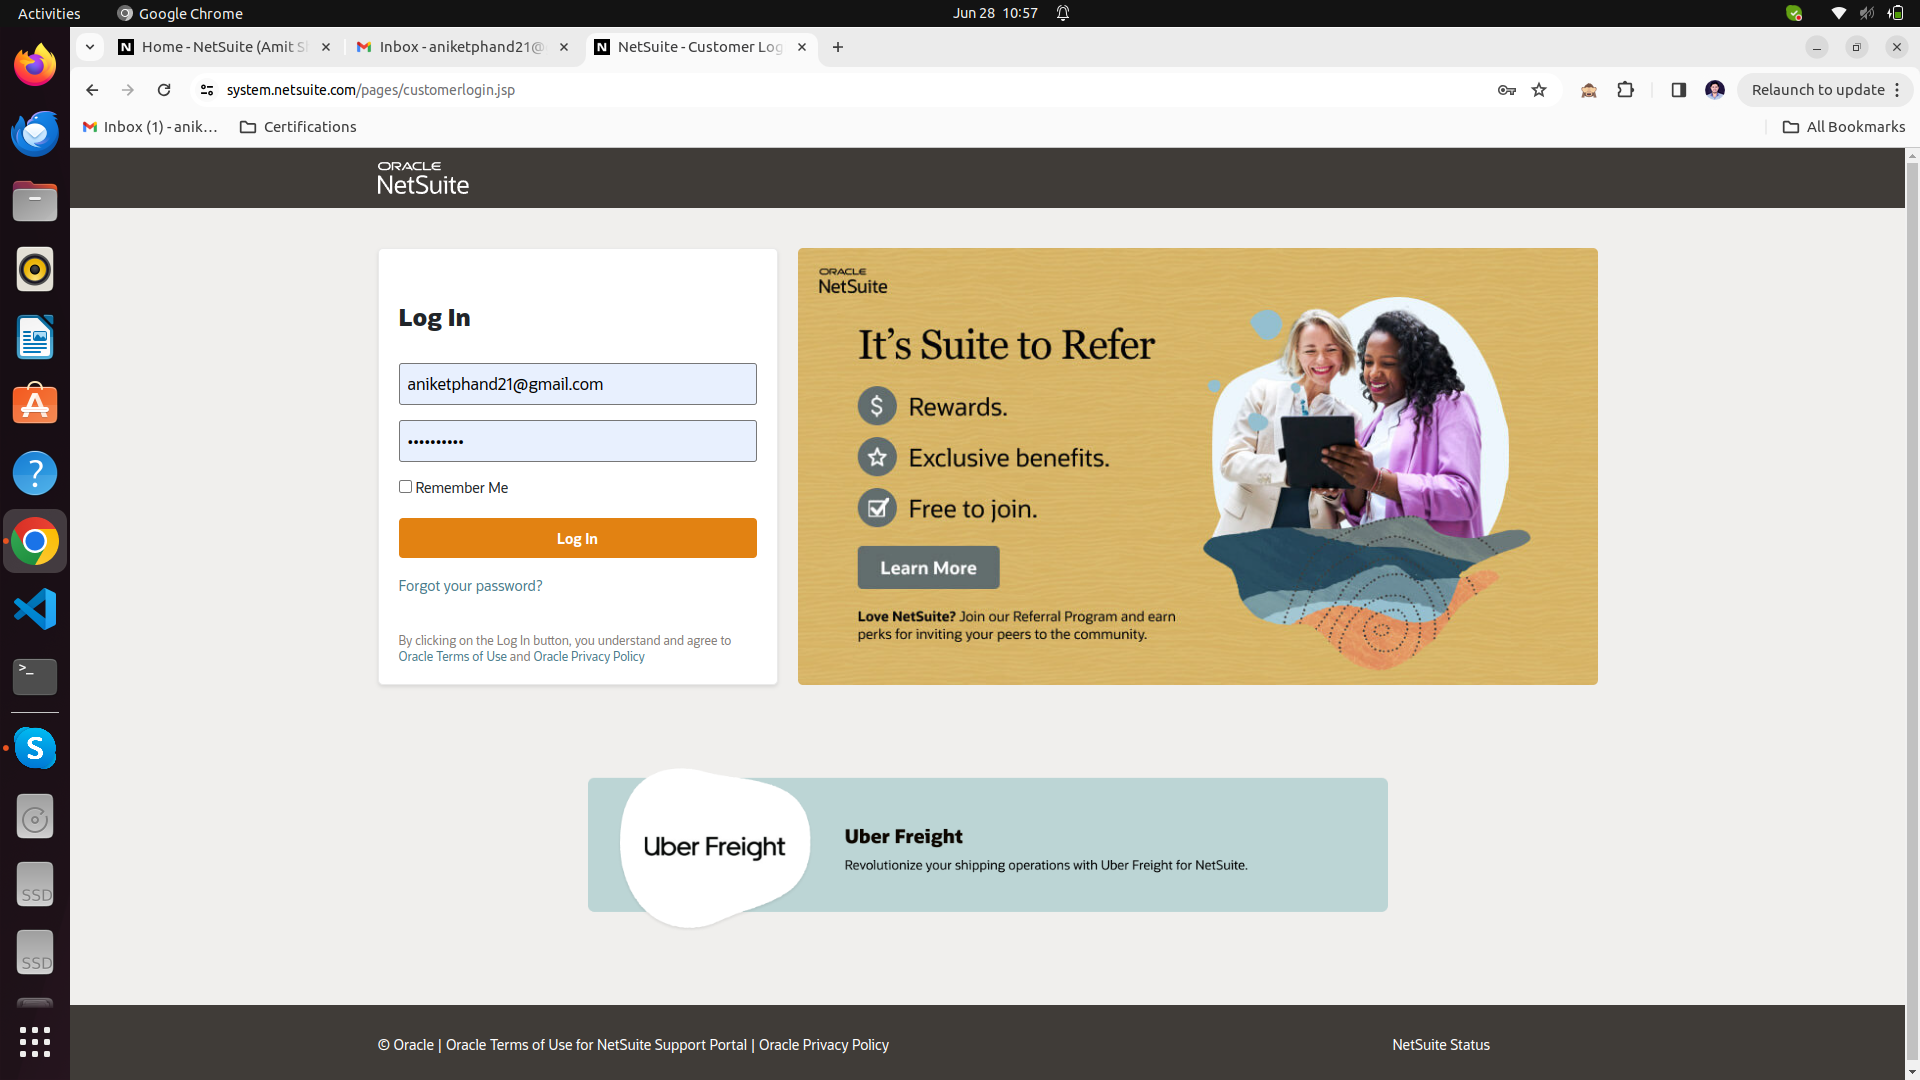 Activities
Google Chrome
Jun 28 10:57
Home - NetSuite (Amit S
Inbox - aniketphand21@
NetSuite - Customer Log
system.netsuite.com/pages/customerlogin.jsp
Relaunch to update
Inbox (1) - anik...
Certifications
All Bookmarks
ORACLE
NetSuite
Log In
aniketphand21@gmail.com
••••••••••
Remember Me
Log In
Forgot your password?
By clicking on the Log In button, you understand and agree to
Oracle Terms of Use and Oracle Privacy Policy
ORACLE
NetSuite
It's Suite to Refer
$
Rewards.
Exclusive benefits.
Free to join.
Learn More
Love NetSuite? Join our Referral Program and earn
perks for inviting your peers to the community.
Uber Freight
Uber Freight
Revolutionize your shipping operations with Uber Freight for NetSuite.
SSD
SSD
© Oracle | Oracle Terms of Use for NetSuite Support Portal | Oracle Privacy Policy
NetSuite Status